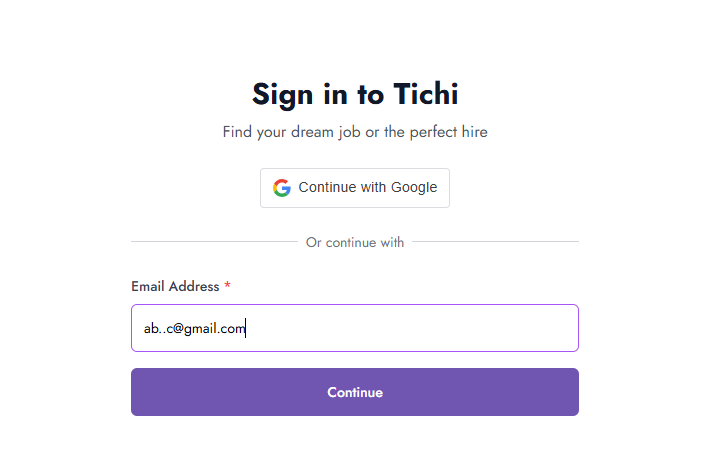 Sign in to Tichi
Find your dream job or the perfect hire
Continue with Google
Or continue with
Email Address *
ab..c@gmail.com
Continue